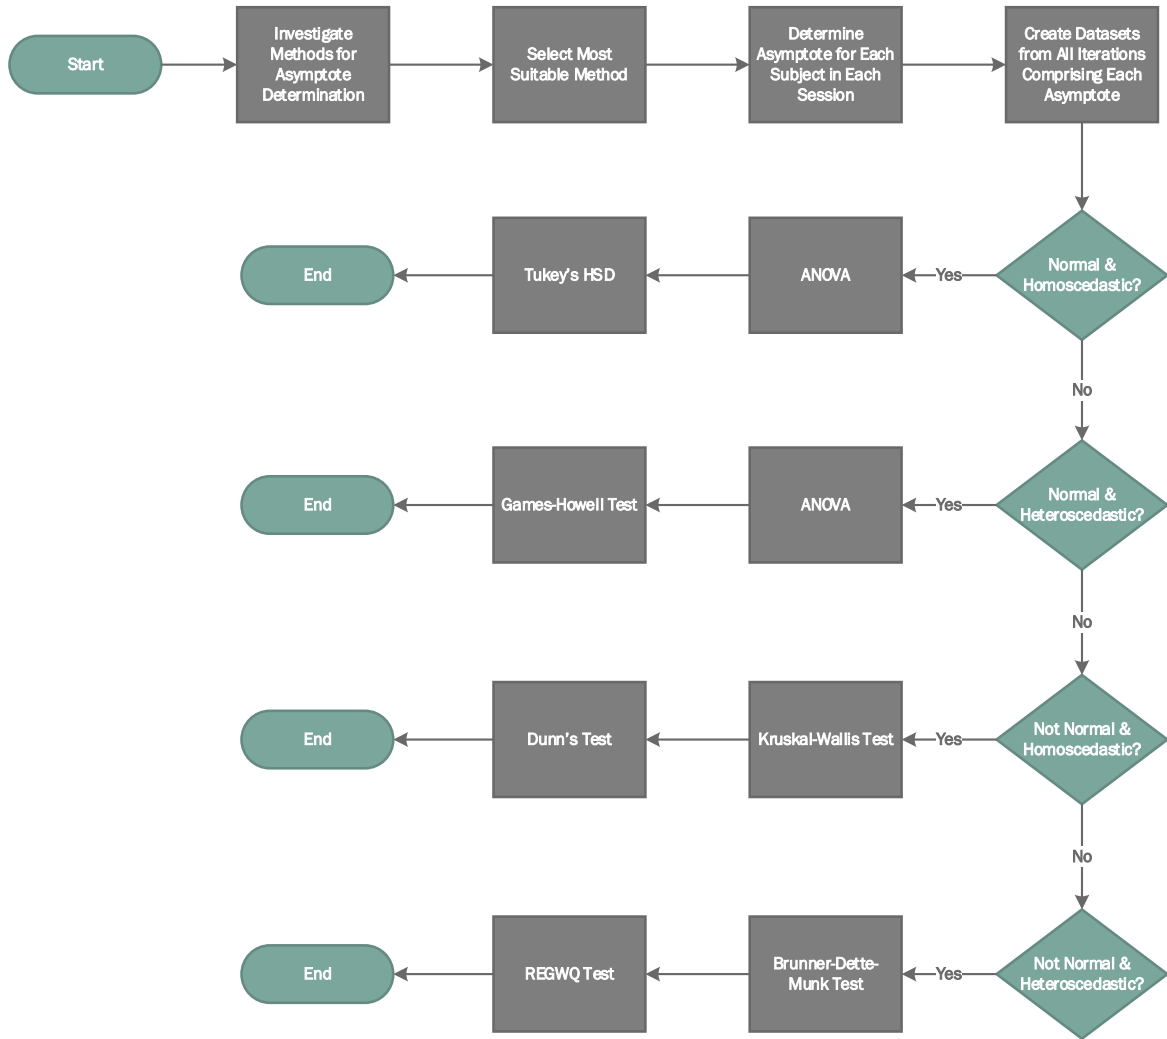 Start
Investigate
Methods for
Asymptote
Determination
Select Most
Suitable Method
Determine
Asymptote for Each
Subject in Each
Session
Create Datasets
from All Iterations
Comprising Each
Asymptote
Normal &
Homoscedastic?
Yes
ANOVA
Tukey's HSD
End
No
Normal &
Heteroscedastic?
Yes
ANOVA
Games-Howell Test
End
No
Not Normal &
Homoscedastic?
Yes
Kruskal-Wallis Test
Dunn's Test
End
No
Not Normal &
Heteroscedastic?
Yes
Brunner-Dette-
Munk Test
REGWQ Test
End